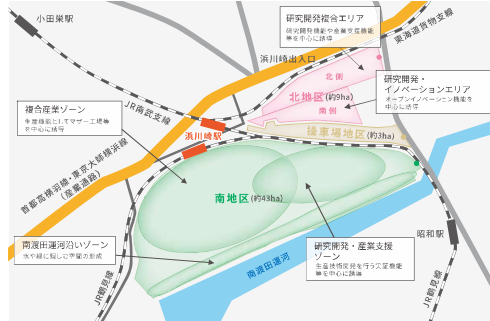 小田栄駅
研究開発複合エリア
研究開発機能や産業支援機能
等を中心に誘導
東海道貨物支線
浜川崎出入口
北側
研究開発・
イノベーションエリア
オープンイノベーション機能を
中心に誘導
北地区(約9ha)
南側
複合産業ゾーン
生産機能としてマザー工場等
を中心に誘導
JR南武支線
浜川崎駅
操車場地区(約3ha)
首都高横羽線・東京大師横浜線
(産業道路)
南地区(約43ha)
昭和駅
南渡田運河沿いゾーン
水や緑に親しむ空間の形成
研究開発・産業支援
ゾーン
生産技術開発を行う実証機能
等を中心に誘導
南渡田運河
JR鶴見線
JR鶴見線